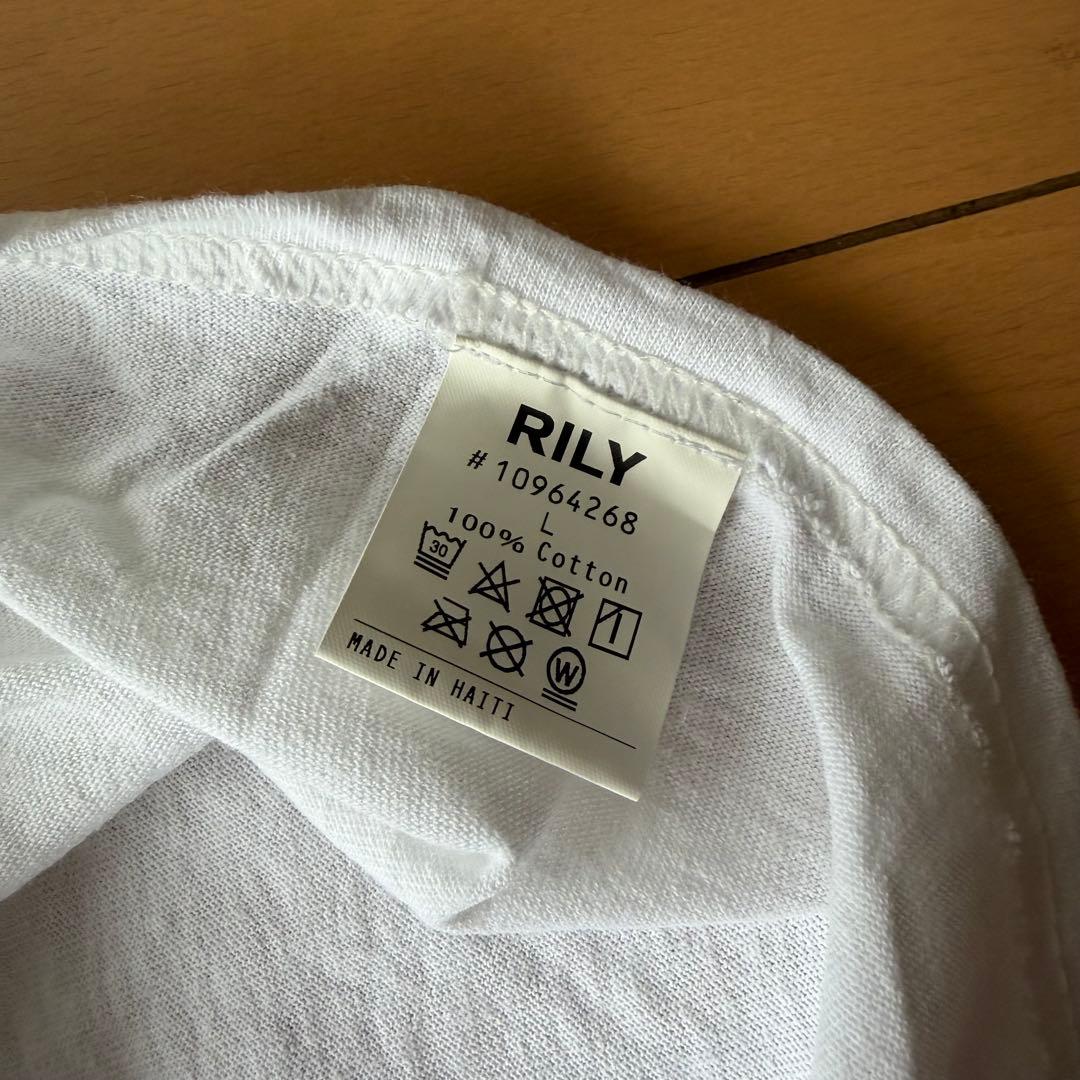 RILY
#10964268
L
100% Cotton
30
W
MADE IN HAITI